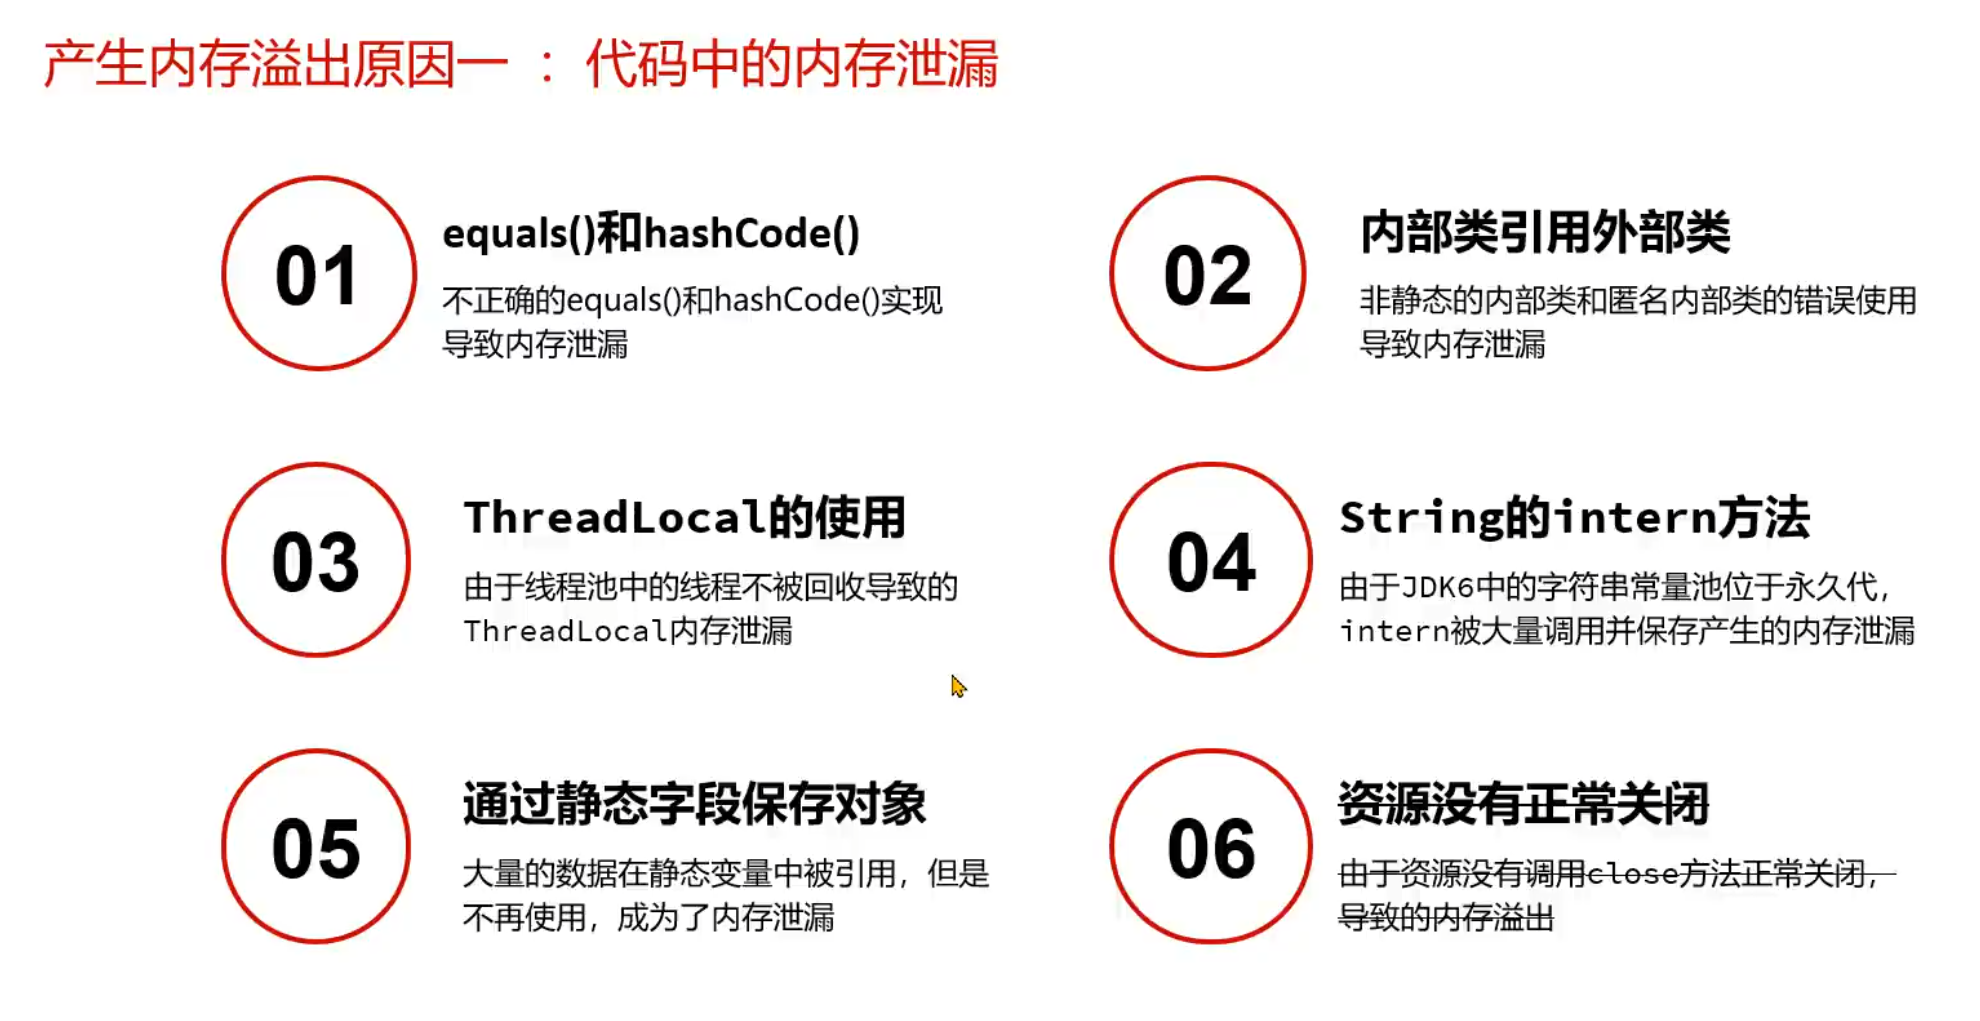 产生内存溢出原因一 ： 代码中的内存泄漏
01
equals()和hashCode()
不正确的equals()和hashCode()实现
导致内存泄漏
02
内部类引用外部类
非静态的内部类和匿名内部类的错误使用
导致内存泄漏
03
ThreadLocal的使用
由于线程池中的线程不被回收导致的
ThreadLocal内存泄漏
04
String的intern方法
由于JDK6中的字符串常量池位于永久代，
intern被大量调用并保存产生的内存泄漏
05
通过静态字段保存对象
大量的数据在静态变量中被引用，但是
不再使用，成为了内存泄漏
06
资源没有正常关闭
由于资源没有调用close方法正常关闭，
导致的内存溢出